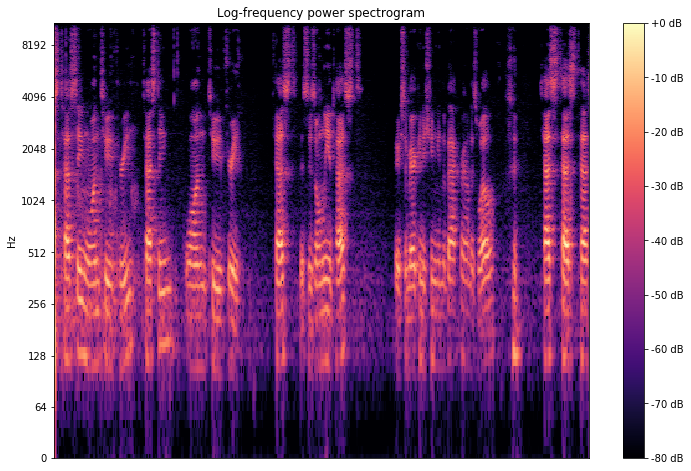 Log-frequency power spectrogram
8192
4096
2048
1024
512
256
128
64
0
Hz
+0 dB
-10 dB
-20 dB
-30 dB
-40 dB
-50 dB
-60 dB
-70 dB
-80 dB